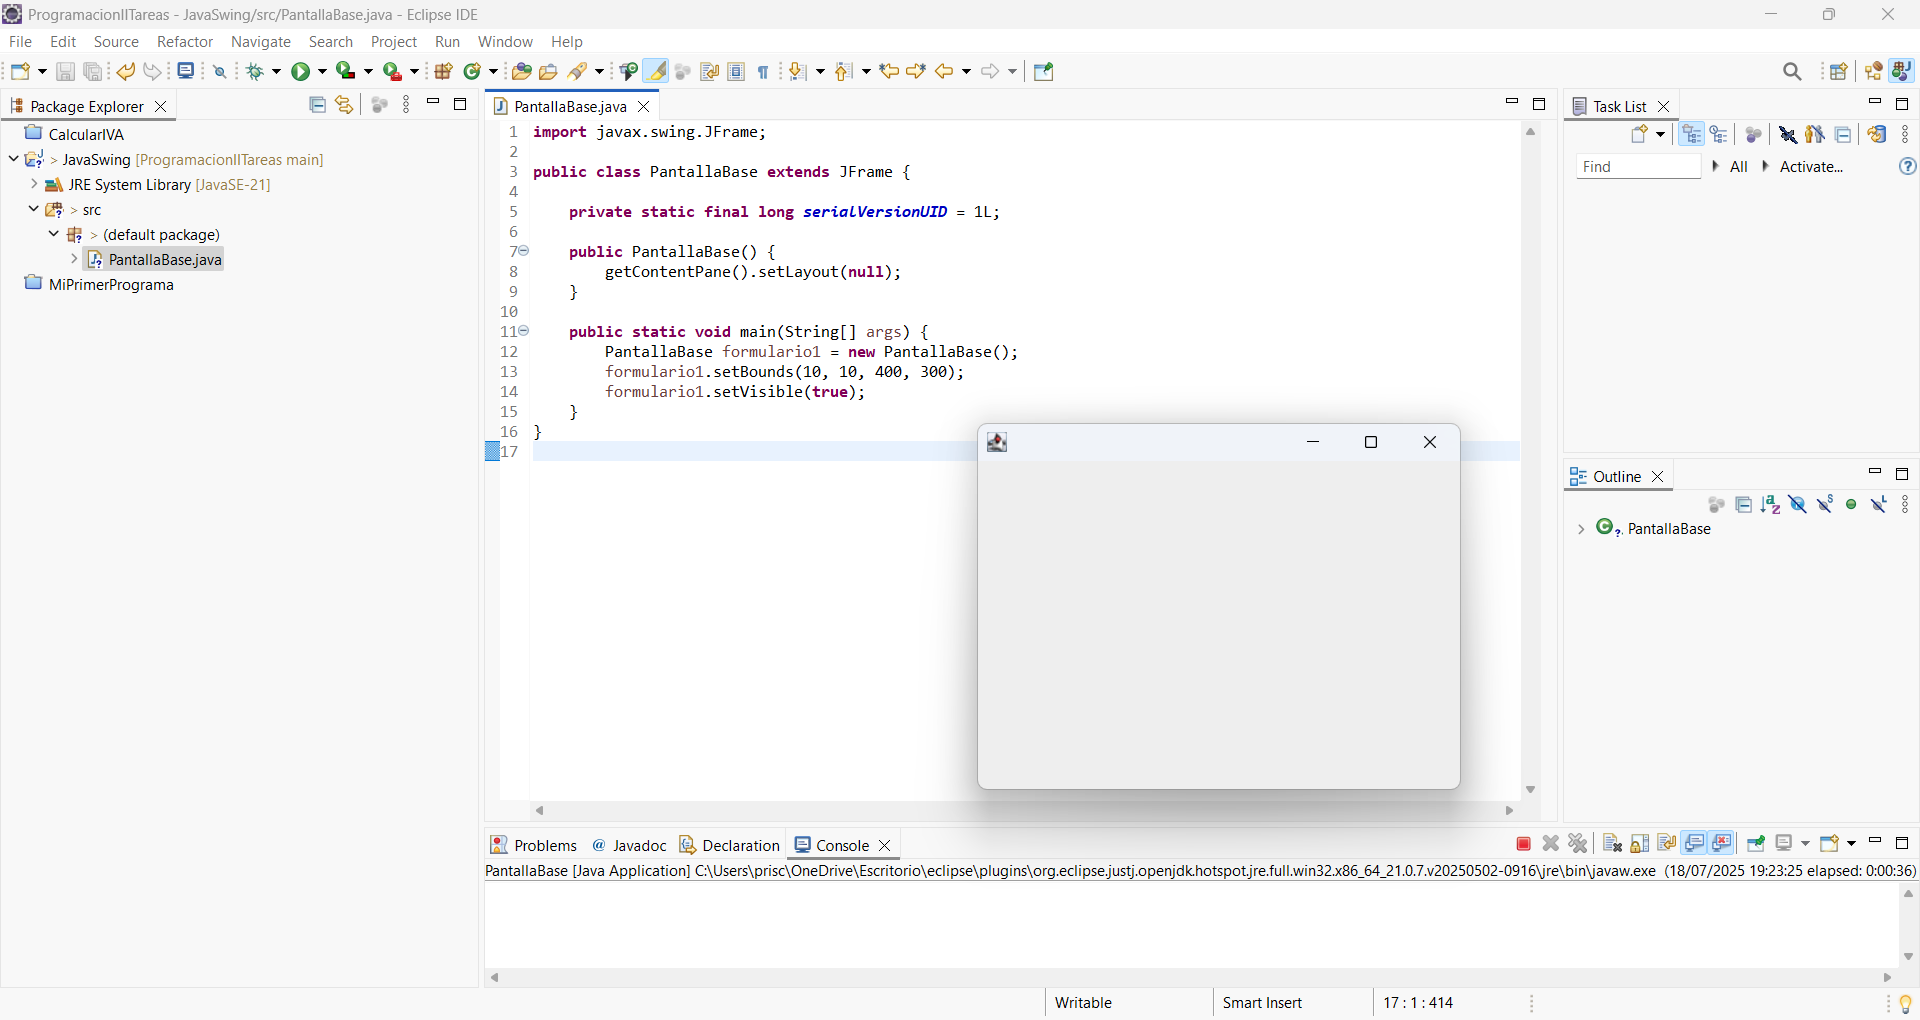 ProgramacionIITareas - JavaSwing/src/PantallaBase.java - Eclipse IDE
File Edit Source Refactor Navigate Search Project Run Window Help
Package Explorer
CalcularIVA
> JavaSwing [ProgramacionIITareas main]
JRE System Library [JavaSE-21]
> src
> (default package)
PantallaBase.java
MiPrimerPrograma
PantallaBase.java
1 import javax.swing.JFrame;
2
3 public class PantallaBase extends JFrame {
4
5 private static final long serialVersionUID = 1L;
6
7 public PantallaBase() {
8 getContentPane().setLayout(null);
9 }
10
11 public static void main(String[] args) {
12 PantallaBase formulario1 = new PantallaBase();
13 formulario1.setBounds(10, 10, 400, 300);
14 formulario1.setVisible(true);
15 }
16 }
17
Task List
Find All Activate...
Outline
PantallaBase
Problems @ Javadoc Declaration Console
PantallaBase [Java Application] C:\Users\prisc\OneDrive\Escritorio\eclipse\plugins\org.eclipse.justj.openjdk.hotspot.jre.full.win32.x86_64_21.0.7.v20250502-0916\jre\bin\javaw.exe (18/07/2025 19:23:25 elapsed: 0:00:36)
Writable Smart Insert 17 : 1 : 414